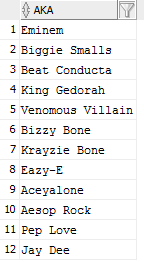 AKA
1 Eminem
2 Biggie Smalls
3 Beat Conducta
4 King Gedorah
5 Venomous Villain
6 Bizzy Bone
7 Krayzie Bone
8 Eazy-E
9 Aceyalone
10 Aesop Rock
11 Pep Love
12 Jay Dee